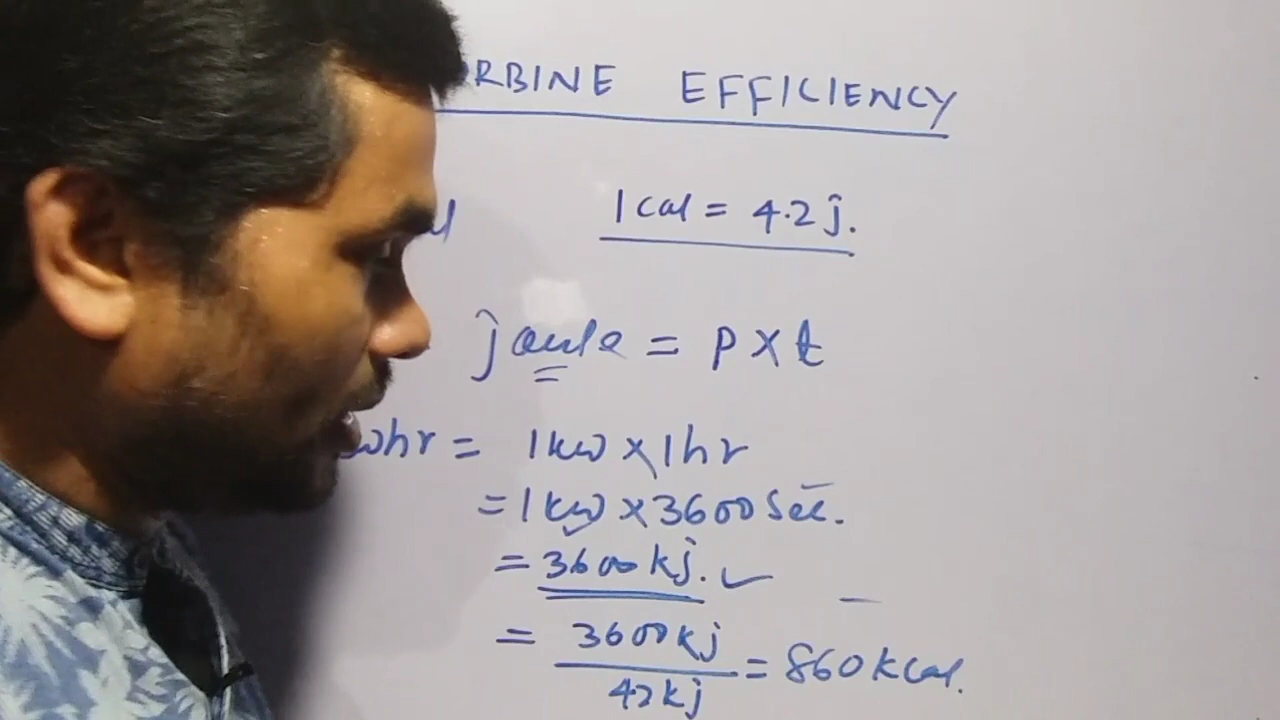 RBINE EFFICIENCY
1 cal = 4.2 j.
joule = P × t
whr = 1kw × 1hr
= 1kw × 3600 Sec.
= 3600 kj. ✓
= 3600 kj / 42 kj = 860 kcal.